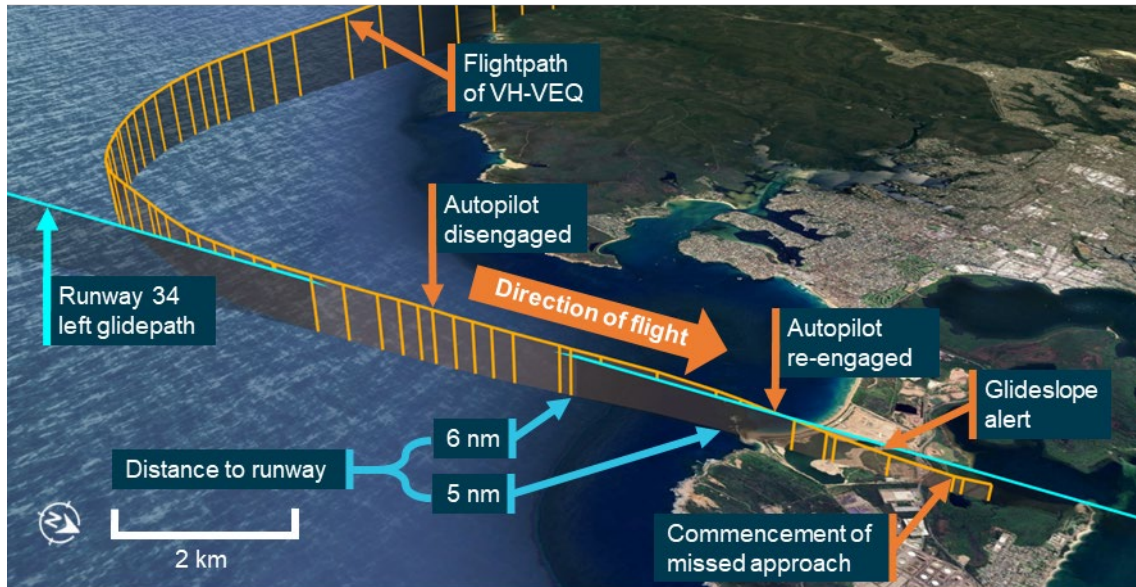 Flightpath
of VH-VEQ
Autopilot
disengaged
Runway 34
left glidepath
Direction of flight
Autopilot
re-engaged
Glideslope
alert
6 nm
Distance to runway
5 nm
Commencement of
missed approach
N
2 km